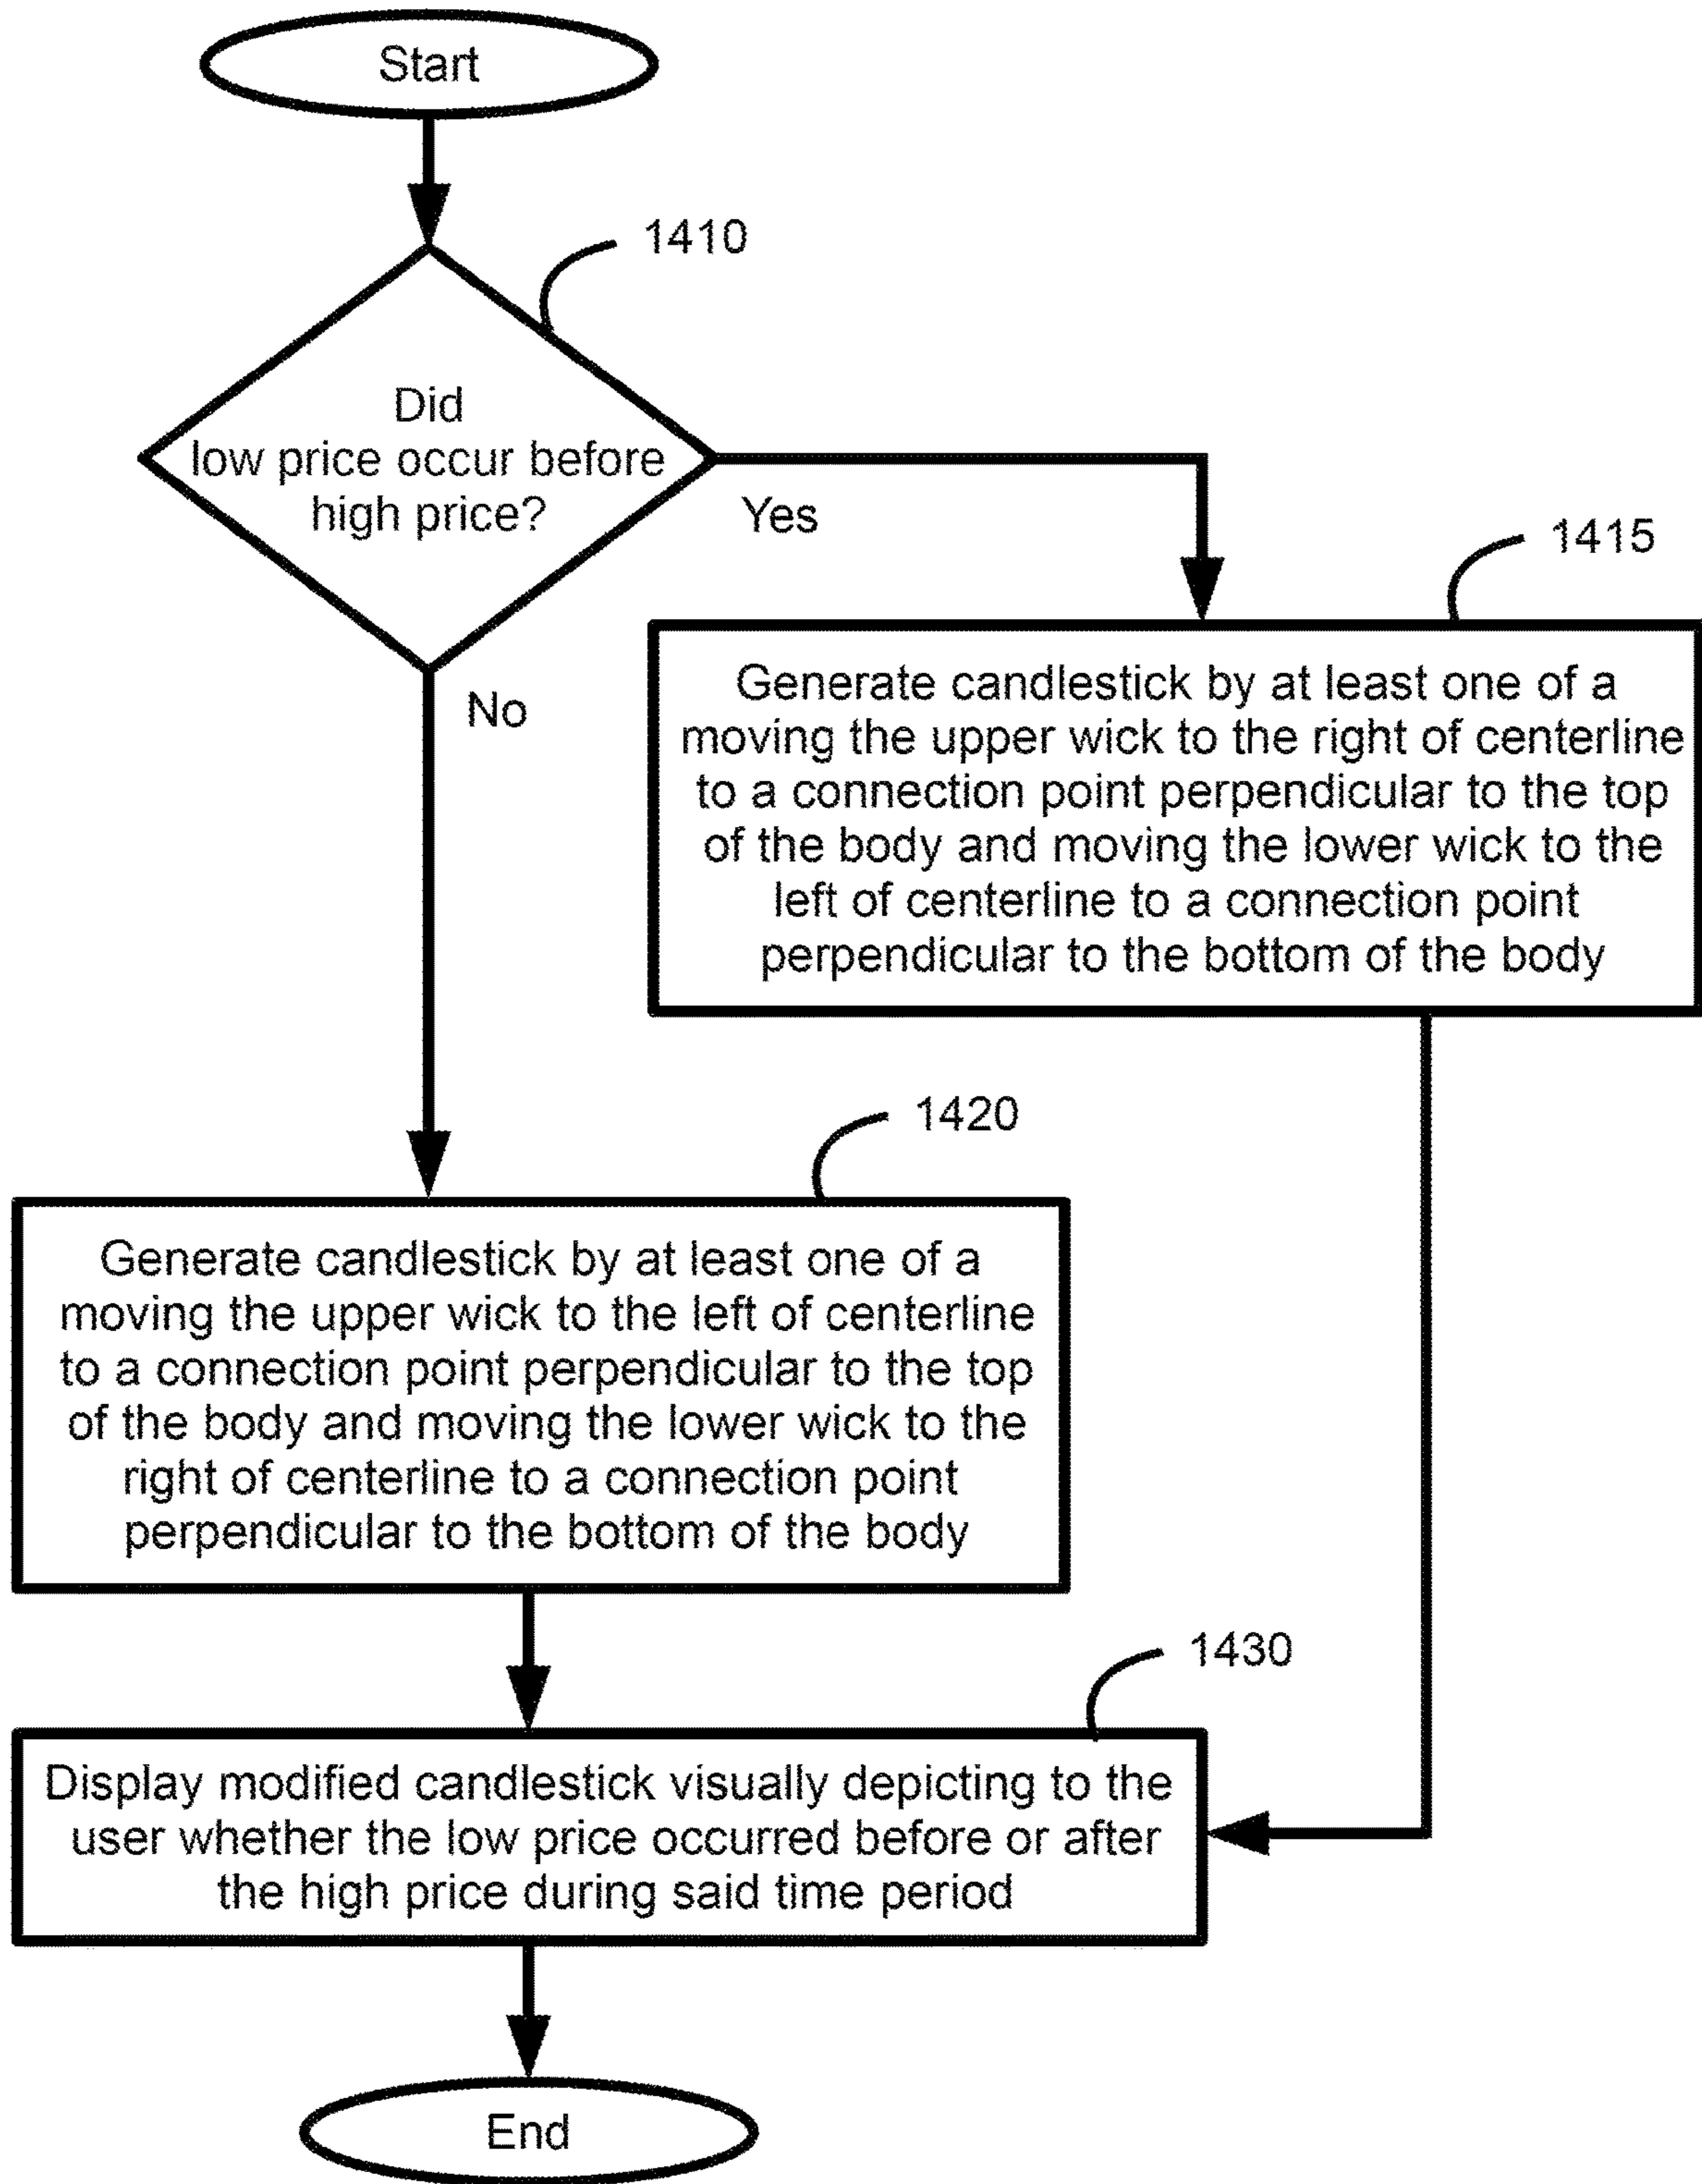 Start
1410
Did
low price occur before
high price?
Yes
No
1415
Generate candlestick by at least one of a
moving the upper wick to the right of centerline
to a connection point perpendicular to the top
of the body and moving the lower wick to the
left of centerline to a connection point
perpendicular to the bottom of the body
1420
Generate candlestick by at least one of a
moving the upper wick to the left of centerline
to a connection point perpendicular to the top
of the body and moving the lower wick to the
right of centerline to a connection point
perpendicular to the bottom of the body
1430
Display modified candlestick visually depicting to the
user whether the low price occurred before or after
the high price during said time period
End